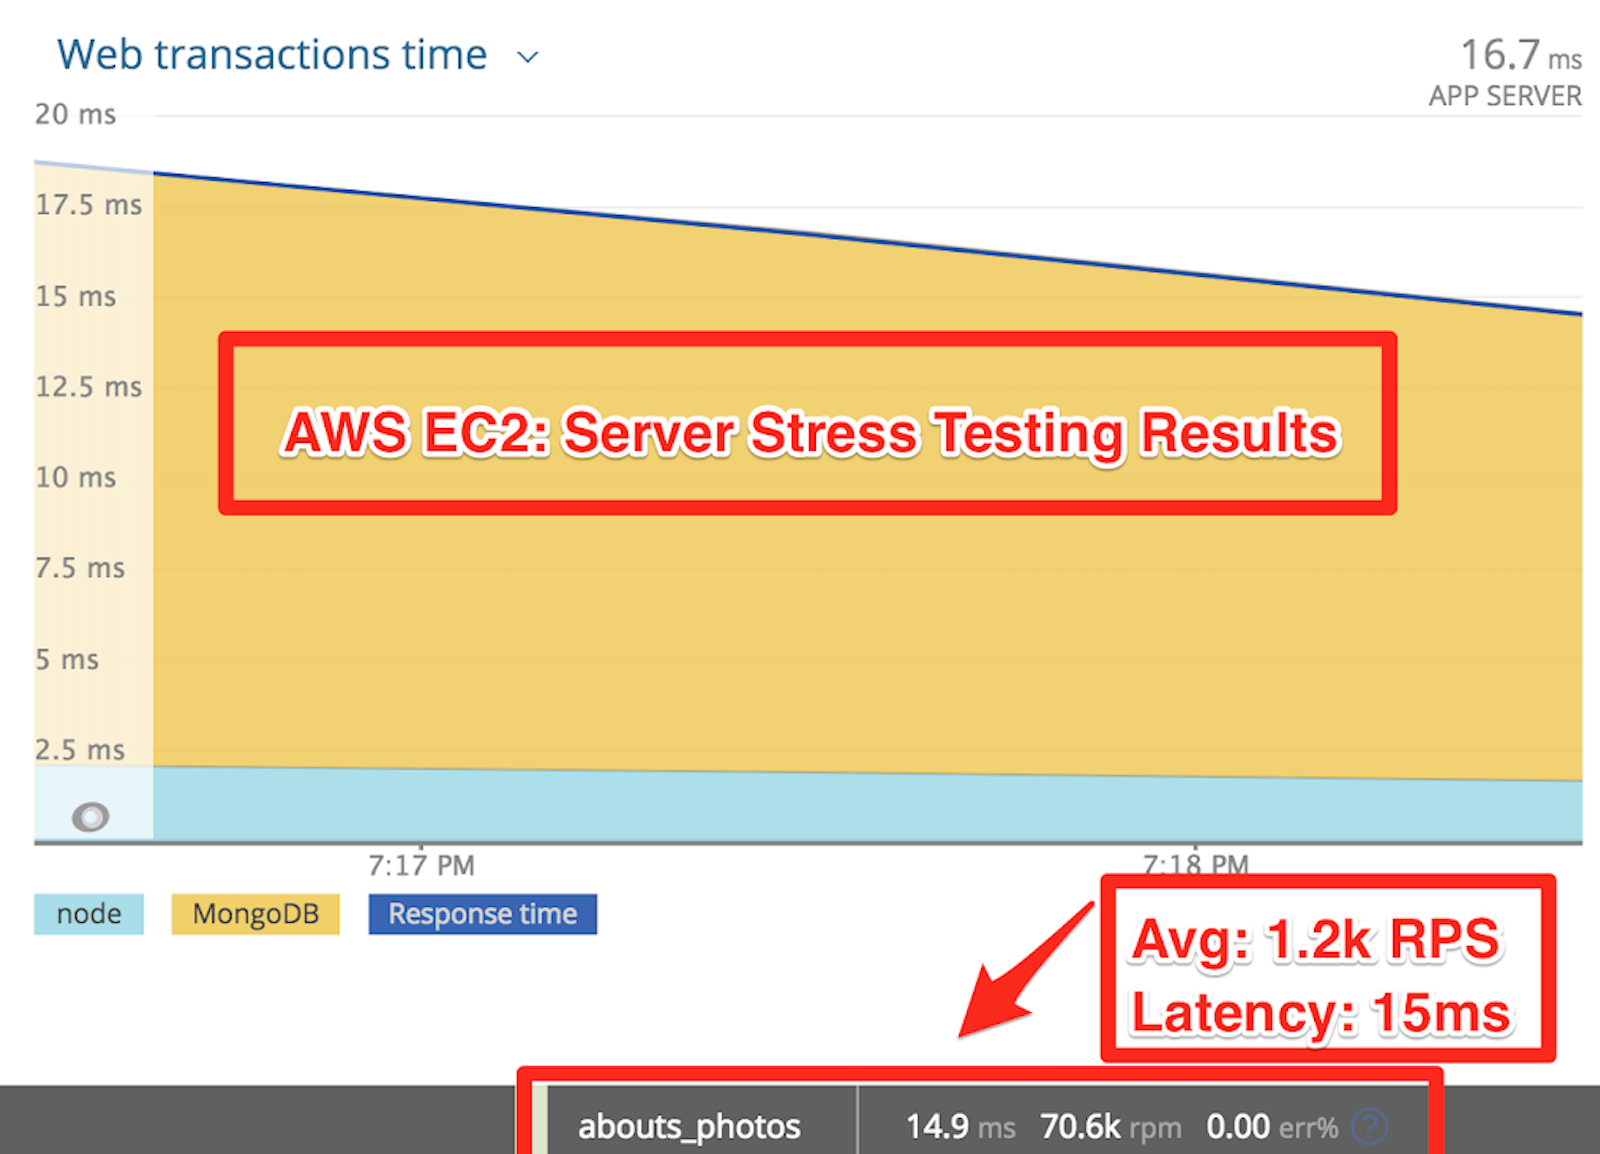 Web transactions time
16.7 ms
APP SERVER
20 ms
17.5 ms
15 ms
12.5 ms
10 ms
7.5 ms
5 ms
2.5 ms
AWS EC2: Server Stress Testing Results
7:17 PM
7:18 PM
node
MongoDB
Response time
Avg: 1.2k RPS
Latency: 15ms
abouts_photos
14.9 ms 70.6k rpm 0.00 err% ?